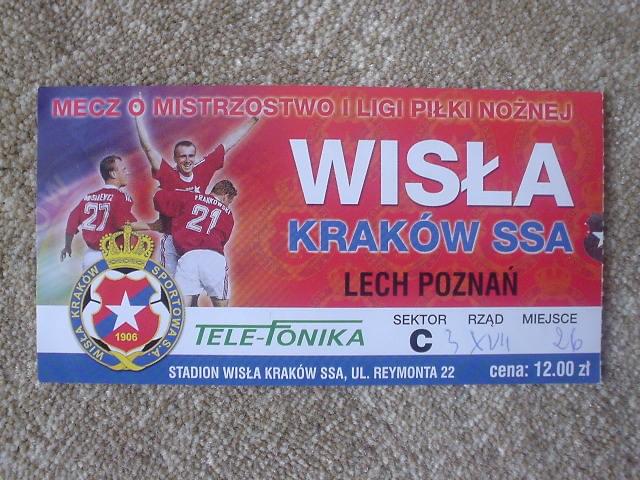 MECZ O MISTRZOSTWO I LIGI PIŁKI NOŻNEJ
WISŁA
KRAKÓW SSA
LECH POZNAŃ
27
FRANKOWSKI
21
WISŁA KRAKÓW SPORTOWA S.A.
1906
TELE-FONIKA
SEKTOR RZĄD MIEJSCE
C 3 XVII 26
STADION WISŁA KRAKÓW SSA, UL. REYMONTA 22
cena: 12.00 zł